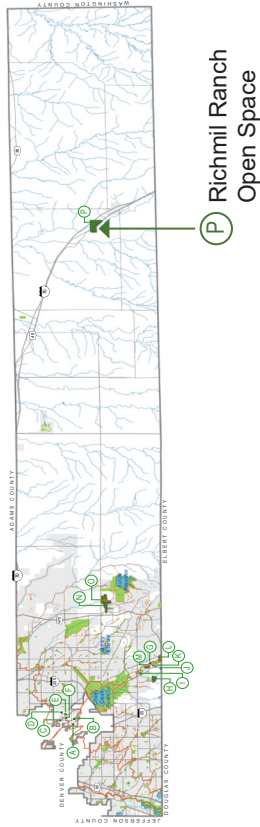 WASHINGTON COUNTY
ADAMS COUNTY
ELBERT COUNTY
DENVER COUNTY
DOUGLAS COUNTY
JEFFERSON COUNTY
P
P
Richmil Ranch
Open Space
A
B
C
D
E
F
G
H
I
J
K
L
M
N
O